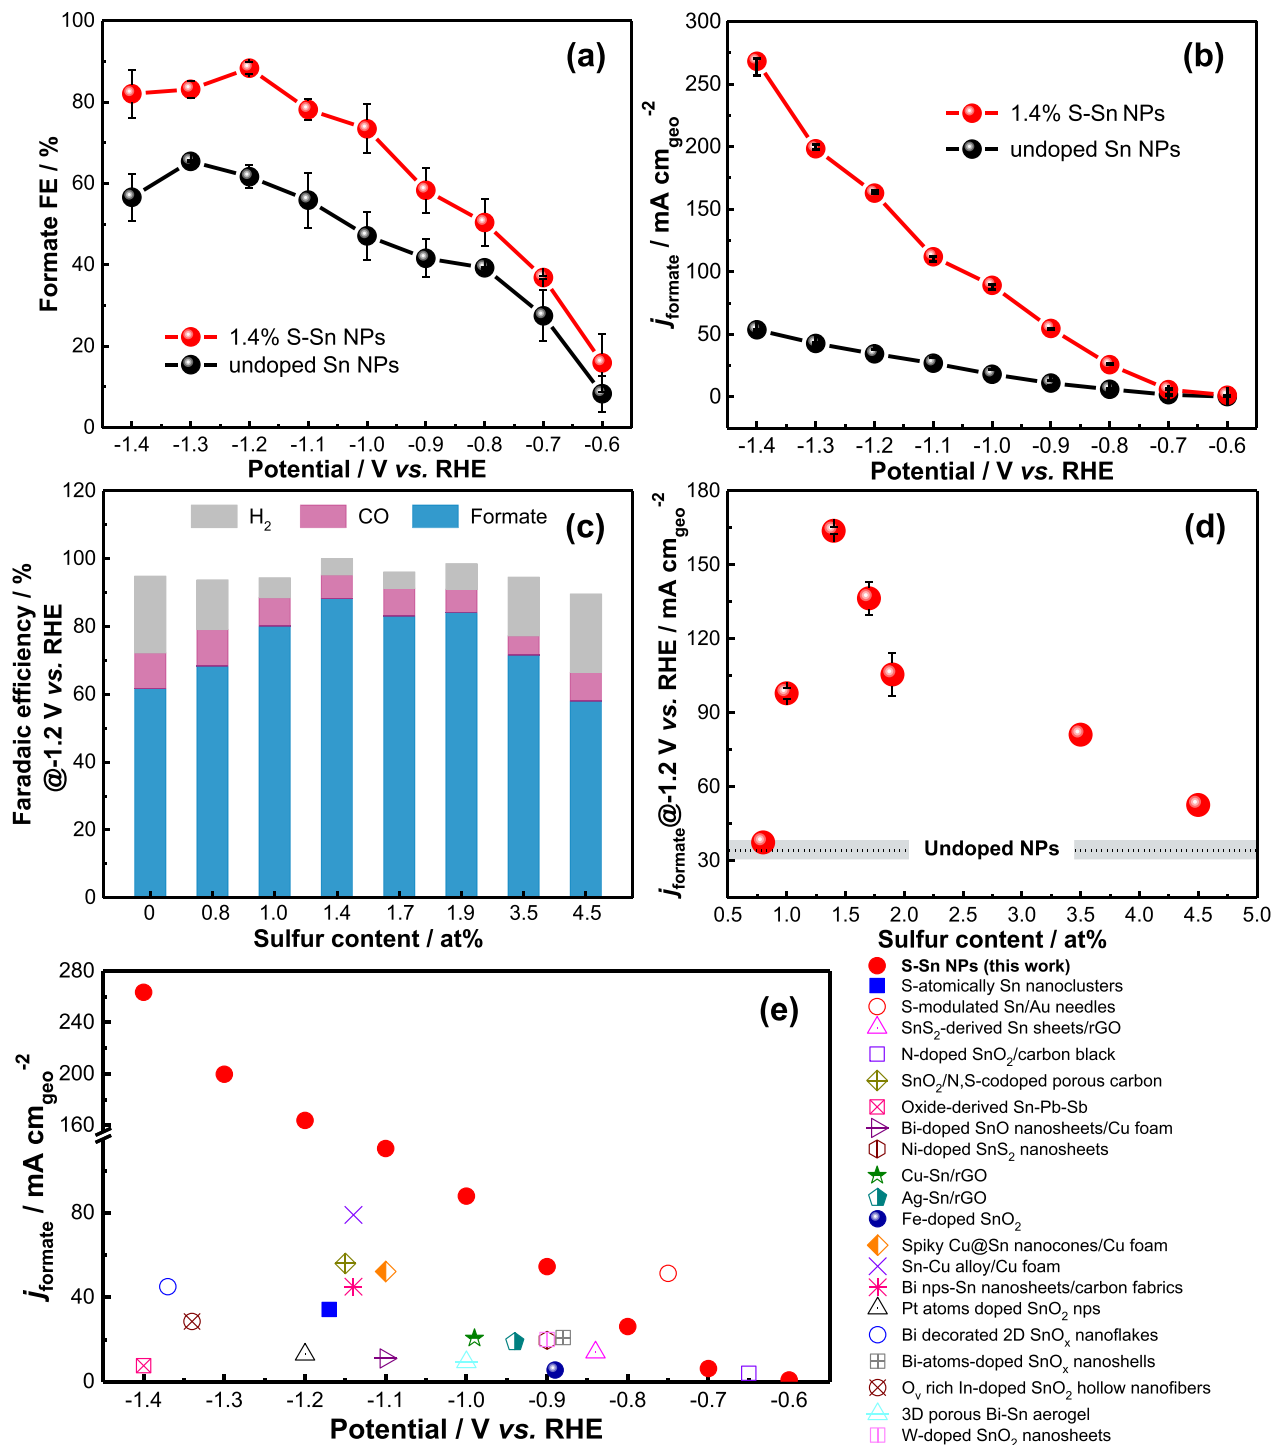 (a)
Formate FE / %
100
80
60
40
20
0
1.4% S-Sn NPs
undoped Sn NPs
-1.4 -1.3 -1.2 -1.1 -1.0 -0.9 -0.8 -0.7 -0.6
Potential / V vs. RHE
(b)
j formate / mA cm geo -2
300
250
200
150
100
50
0
1.4% S-Sn NPs
undoped Sn NPs
-1.4 -1.3 -1.2 -1.1 -1.0 -0.9 -0.8 -0.7 -0.6
Potential / V vs. RHE
(c)
Faradaic efficiency / %
@-1.2 V vs. RHE
120
100
80
60
40
20
0
H2 CO Formate
0 0.8 1.0 1.4 1.7 1.9 3.5 4.5
Sulfur content / at%
(d)
j formate@-1.2 V vs. RHE / mA cm geo -2
180
150
120
90
60
30
Undoped NPs
0.5 1.0 1.5 2.0 2.5 3.0 3.5 4.0 4.5 5.0
Sulfur content / at%
(e)
j formate / mA cm geo -2
280
240
200
160
80
40
0
-1.4 -1.3 -1.2 -1.1 -1.0 -0.9 -0.8 -0.7 -0.6
Potential / V vs. RHE
S-Sn NPs (this work)
S-atomically Sn nanoclusters
S-modulated Sn/Au needles
SnS2-derived Sn sheets/rGO
N-doped SnO2/carbon black
SnO2/N,S-codoped porous carbon
Oxide-derived Sn-Pb-Sb
Bi-doped SnO nanosheets/Cu foam
Ni-doped SnS2 nanosheets
Cu-Sn/rGO
Ag-Sn/rGO
Fe-doped SnO2
Spiky Cu@Sn nanocones/Cu foam
Sn-Cu alloy/Cu foam
Bi nps-Sn nanosheets/carbon fabrics
Pt atoms doped SnO2 nps
Bi decorated 2D SnOx nanoflakes
Bi-atoms-doped SnOx nanoshells
Ov rich In-doped SnO2 hollow nanofibers
3D porous Bi-Sn aerogel
W-doped SnO2 nanosheets